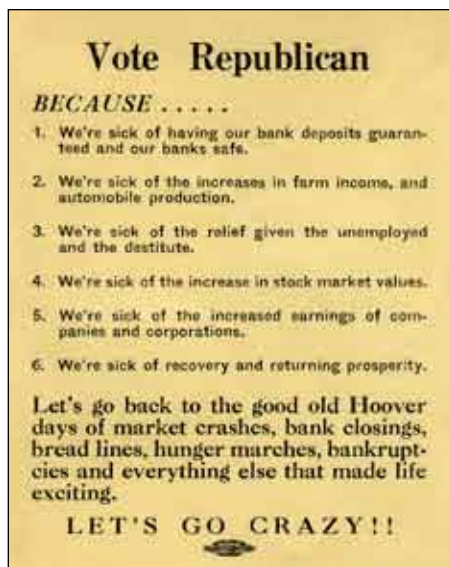 Vote Republican
BECAUSE . . . . .
1. We're sick of having our bank deposits guaran-
teed and our banks safe.
2. We're sick of the increases in farm income, and
automobile production.
3. We're sick of the relief given the unemployed
and the destitute.
4. We're sick of the increase in stock market values.
5. We're sick of the increased earnings of com-
panies and corporations.
6. We're sick of recovery and returning prosperity.
Let's go back to the good old Hoover
days of market crashes, bank closings,
bread lines, hunger marches, bankrupt-
cies and everything else that made life
exciting.
LET'S GO CRAZY!!